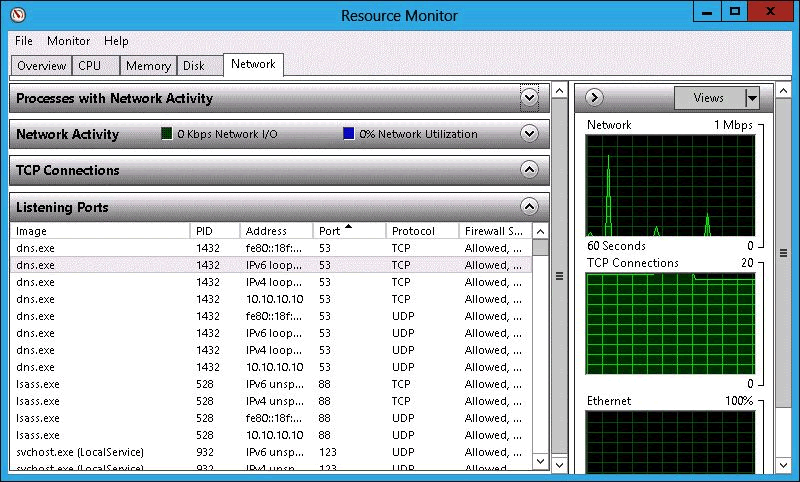 Resource Monitor
File Monitor Help
Overview CPU Memory Disk Network
Processes with Network Activity
Network Activity 0 Kbps Network I/O 0% Network Utilization
TCP Connections
Listening Ports
Image PID Address Port Protocol Firewall S...
dns.exe 1432 fe80::18f:... 53 TCP Allowed, ...
dns.exe 1432 IPv6 loop... 53 TCP Allowed, ...
dns.exe 1432 IPv4 loop... 53 TCP Allowed, ...
dns.exe 1432 10.10.10.10 53 TCP Allowed, ...
dns.exe 1432 fe80::18f:... 53 UDP Allowed, ...
dns.exe 1432 IPv6 loop... 53 UDP Allowed, ...
dns.exe 1432 IPv4 loop... 53 UDP Allowed, ...
dns.exe 1432 10.10.10.10 53 UDP Allowed, ...
lsass.exe 528 IPv6 unsp... 88 TCP Allowed, ...
lsass.exe 528 IPv4 unsp... 88 TCP Allowed, ...
lsass.exe 528 fe80::18f:... 88 UDP Allowed, ...
lsass.exe 528 10.10.10.10 88 UDP Allowed, ...
svchost.exe (LocalService) 932 IPv6 unsp... 123 UDP Allowed, ...
svchost.exe (LocalService) 932 IPv4 unsp... 123 UDP Allowed, ...
Views
Network 1 Mbps
60 Seconds 0
TCP Connections 20
0
Ethernet 100%